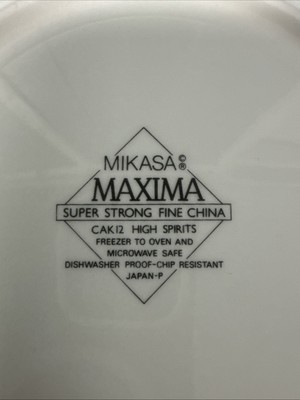 MIKASA©®
MAXIMA
SUPER STRONG FINE CHINA
CAK12 HIGH SPIRITS
FREEZER TO OVEN AND
MICROWAVE SAFE
DISHWASHER PROOF-CHIP RESISTANT
JAPAN-P